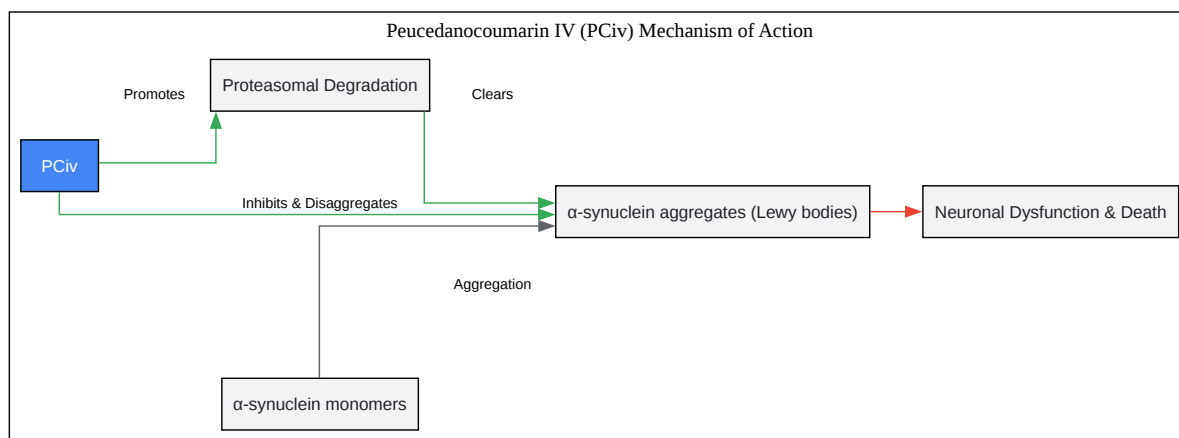 Peucedanocoumarin IV (PCiv) Mechanism of Action
Proteasomal Degradation
Promotes
Clears
PCiv
Inhibits & Disaggregates
α-synuclein aggregates (Lewy bodies)
Neuronal Dysfunction & Death
Aggregation
α-synuclein monomers